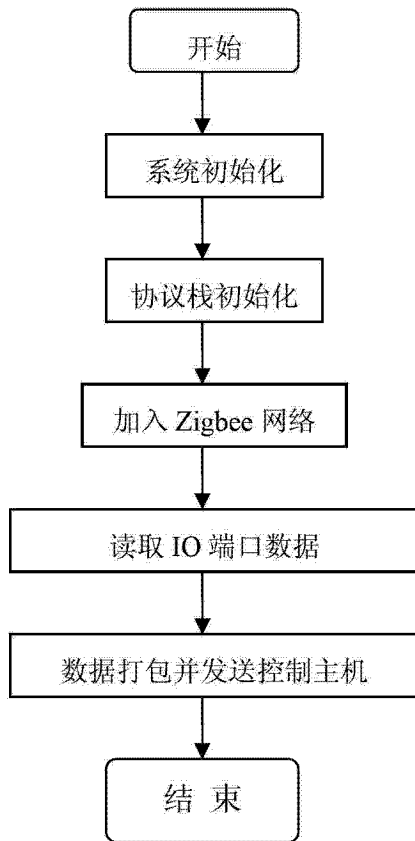 开始
系统初始化
协议栈初始化
加入 Zigbee 网络
读取 IO 端口数据
数据打包并发送控制主机
结 束